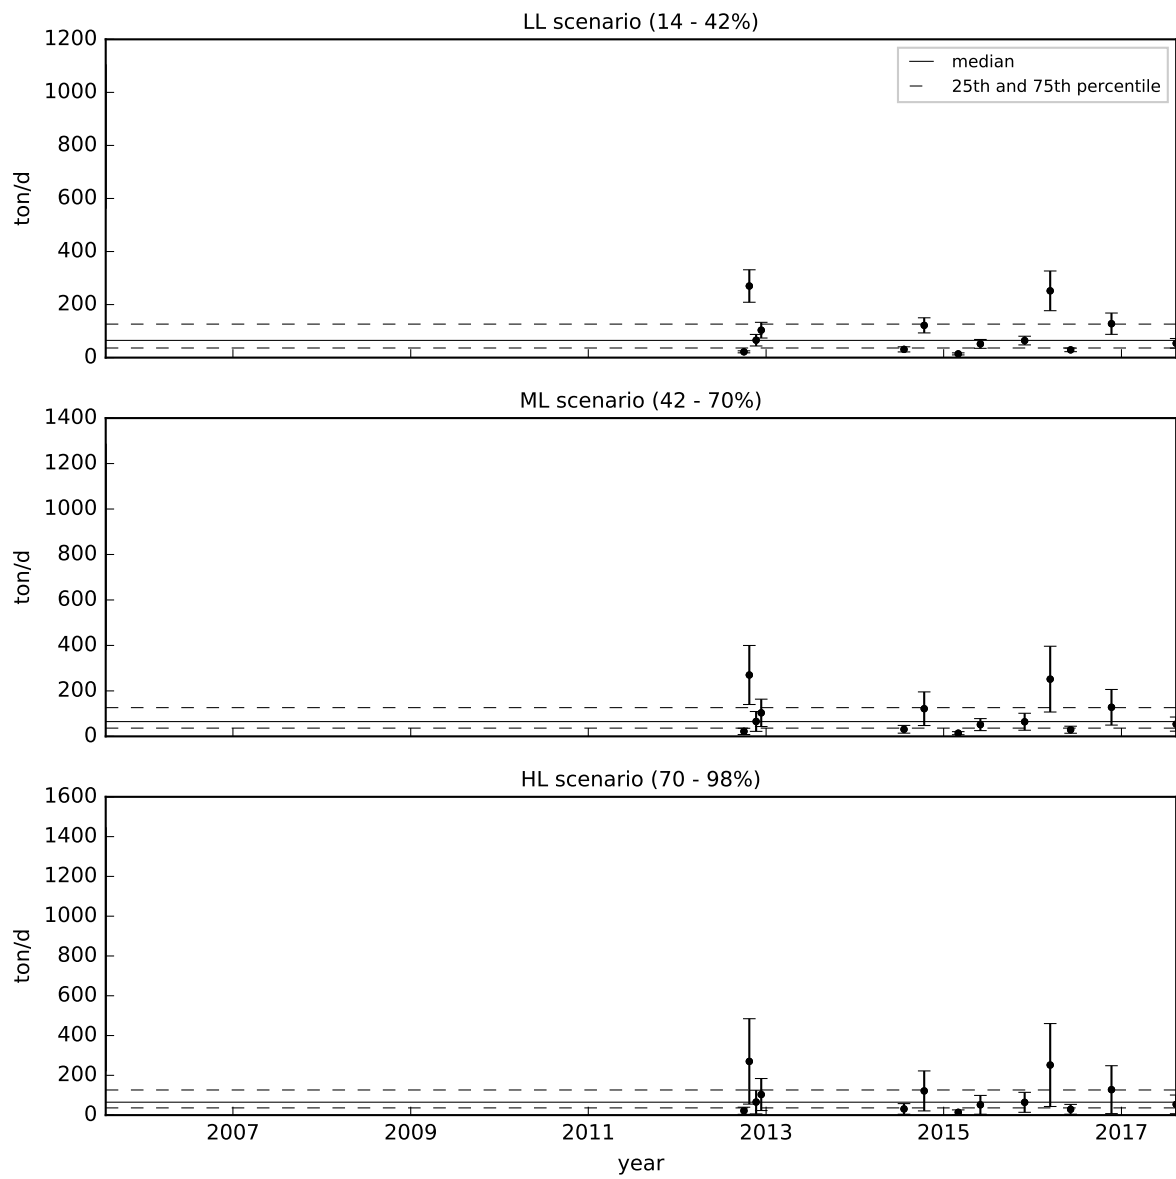 LL scenario (14 - 42%)
1200
1000
800
600
400
200
0
ton/d
median
25th and 75th percentile
ML scenario (42 - 70%)
1400
1200
1000
800
600
400
200
0
ton/d
HL scenario (70 - 98%)
1600
1400
1200
1000
800
600
400
200
0
ton/d
2007 2009 2011 2013 2015 2017
year